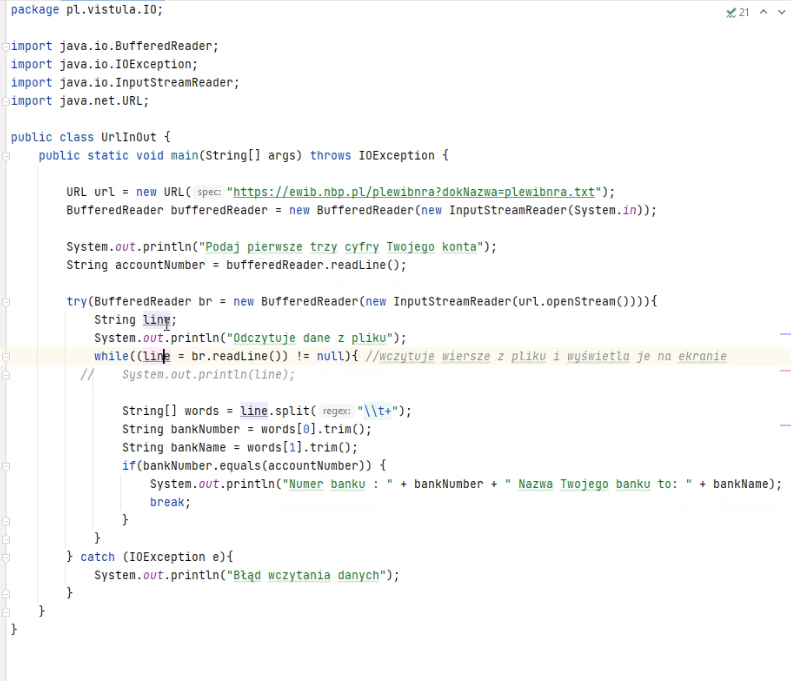 package pl.vistula.IO;
21
import java.io.BufferedReader;
import java.io.IOException;
import java.io.InputStreamReader;
import java.net.URL;
public class UrlInOut {
public static void main(String[] args) throws IOException {
URL url = new URL( spec: "https://ewib.nbp.pl/plewibnra?dokNazwa=plewibnra.txt");
BufferedReader bufferedReader = new BufferedReader(new InputStreamReader(System.in));
System.out.println("Podaj pierwsze trzy cyfry Twojego konta");
String accountNumber = bufferedReader.readLine();
try(BufferedReader br = new BufferedReader(new InputStreamReader(url.openStream()))){
String line;
System.out.println("Odczytuje dane z pliku");
while((line = br.readLine()) != null){ //wczytuje wiersze z pliku i wyświetla je na ekranie
// System.out.println(line);
String[] words = line.split( regex: "\\t+");
String bankNumber = words[0].trim();
String bankName = words[1].trim();
if(bankNumber.equals(accountNumber)) {
System.out.println("Numer banku : " + bankNumber + " Nazwa Twojego banku to: " + bankName);
break;
}
}
} catch (IOException e){
System.out.println("Błąd wczytania danych");
}
}
}